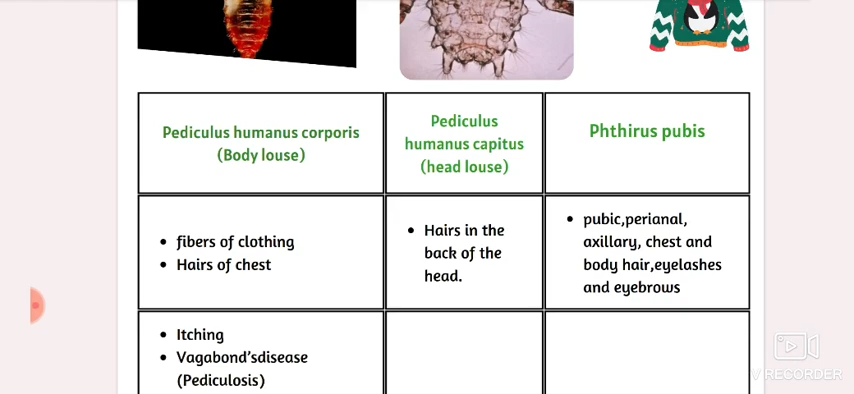 Pediculus humanus corporis
(Body louse)
Pediculus
humanus capitus
(head louse)
Phthirus pubis
• fibers of clothing
• Hairs of chest
• Hairs in the
back of the
head.
• pubic,perianal,
axillary, chest and
body hair,eyelashes
and eyebrows
• Itching
• Vagabond'sdisease
(Pediculosis)
V RECORDER